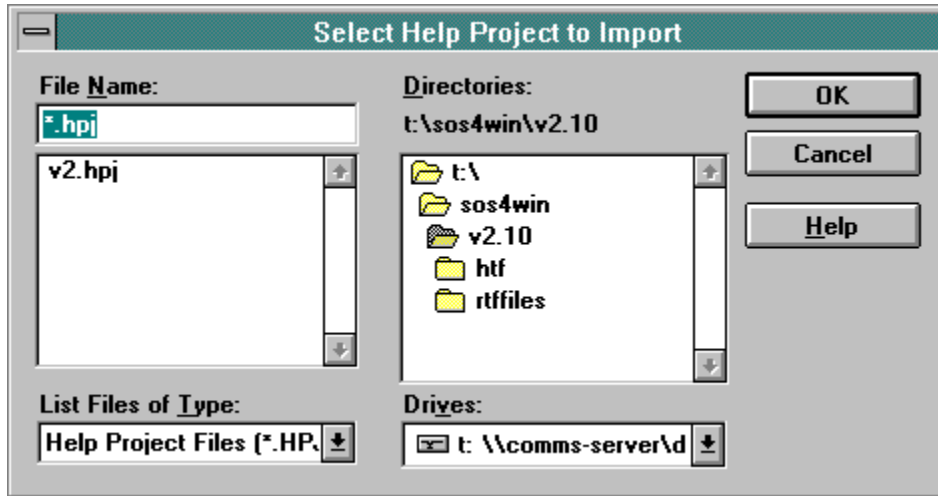 Select Help Project to Import
File Name:
*.hpj
v2.hpj
List Files of Type:
Help Project Files (*.HP
Directories:
t:\sos4win\v2.10
t:\
sos4win
v2.10
htf
rtffiles
Drives:
t: \\comms-server\d
OK
Cancel
Help